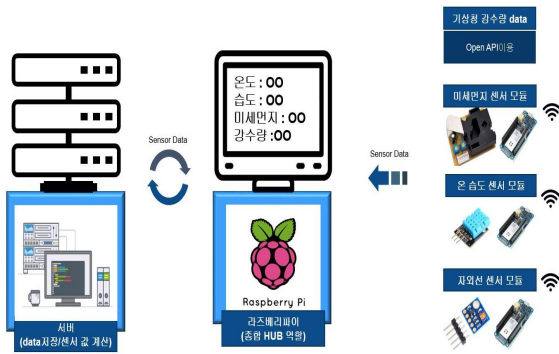 기상청 강수량 data
Open API이용
온도 : OO
습도 : OO
미세먼지 : OO
강수량 :OO
미세먼지 센서 모듈
Sensor Data
Sensor Data
온 습도 센서 모듈
Raspberry Pi
자외선 센서 모듈
서버
(data저장/센서 값 계산)
라즈베리파이
(종합 HUB 역할)